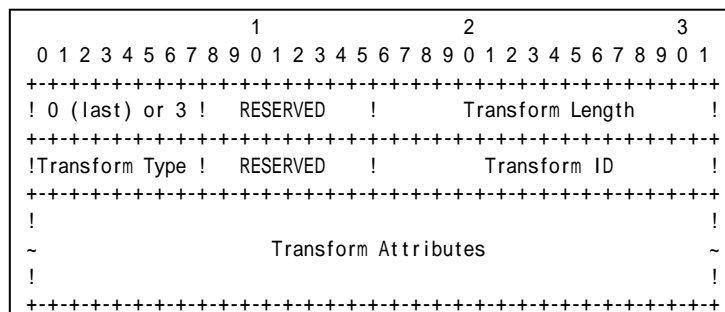 1 2 3
0 1 2 3 4 5 6 7 8 9 0 1 2 3 4 5 6 7 8 9 0 1 2 3 4 5 6 7 8 9 0 1
+-+-+-+-+-+-+-+-+-+-+-+-+-+-+-+-+-+-+-+-+-+-+-+-+-+-+-+-+-+-+-+-+
! 0 (last) or 3 ! RESERVED ! Transform Length !
+-+-+-+-+-+-+-+-+-+-+-+-+-+-+-+-+-+-+-+-+-+-+-+-+-+-+-+-+-+-+-+-+
!Transform Type ! RESERVED ! Transform ID !
+-+-+-+-+-+-+-+-+-+-+-+-+-+-+-+-+-+-+-+-+-+-+-+-+-+-+-+-+-+-+-+-+
! !
~ Transform Attributes ~
! !
+-+-+-+-+-+-+-+-+-+-+-+-+-+-+-+-+-+-+-+-+-+-+-+-+-+-+-+-+-+-+-+-+